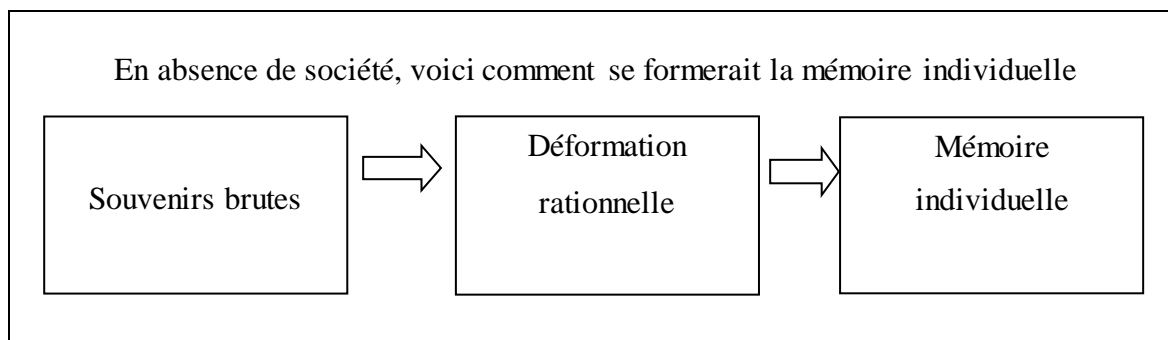 En absence de société, voici comment se formerait la mémoire individuelle
Souvenirs brutes
Déformation
rationnelle
Mémoire
individuelle